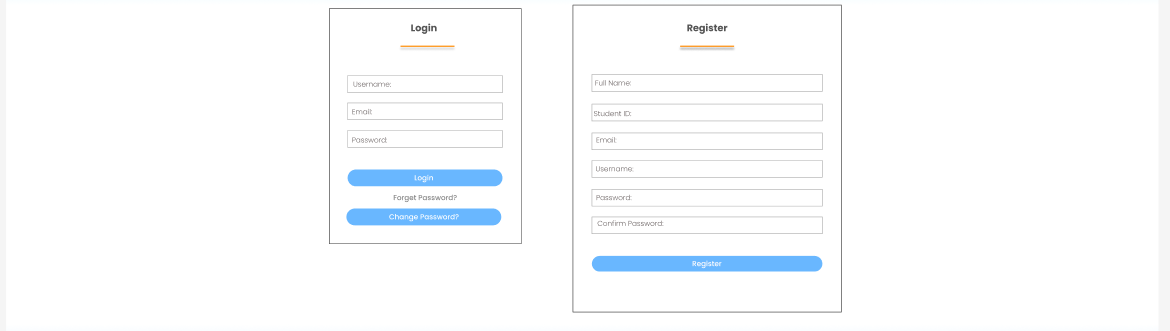 Login
Username:
Email:
Password:
Login
Forget Password?
Change Password?
Register
Full Name:
Student ID:
Email:
Username:
Password:
Confirm Password:
Register